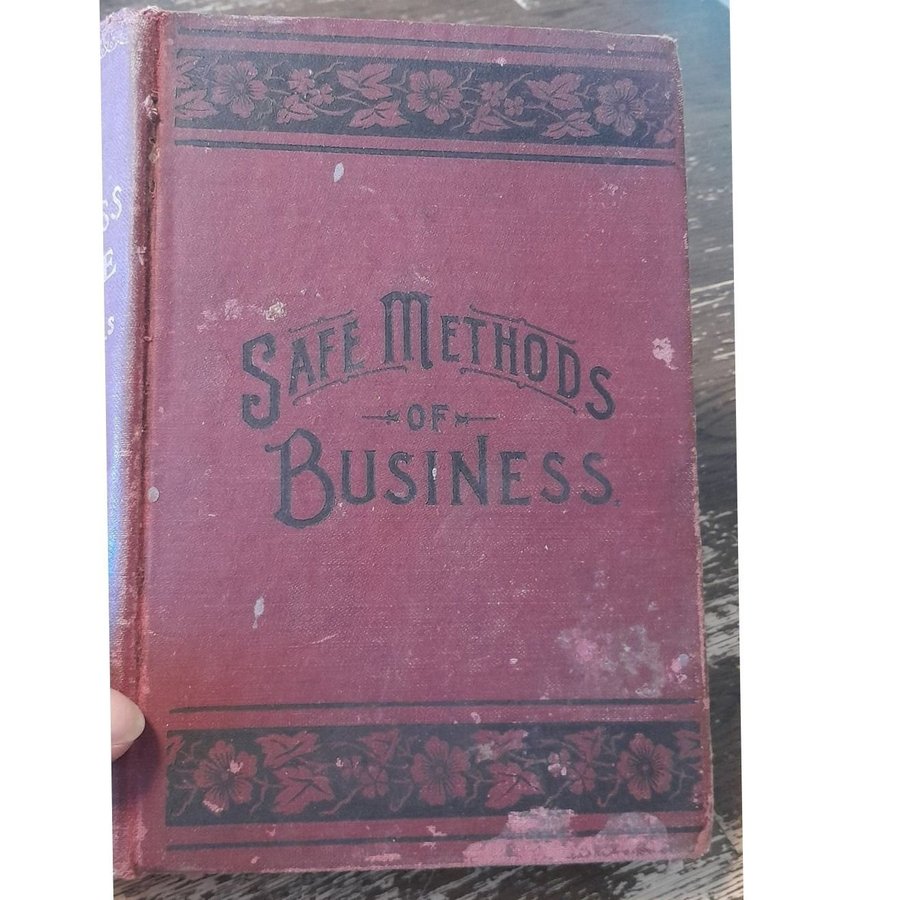 SAFE METHODS
OF
BUSINESS.